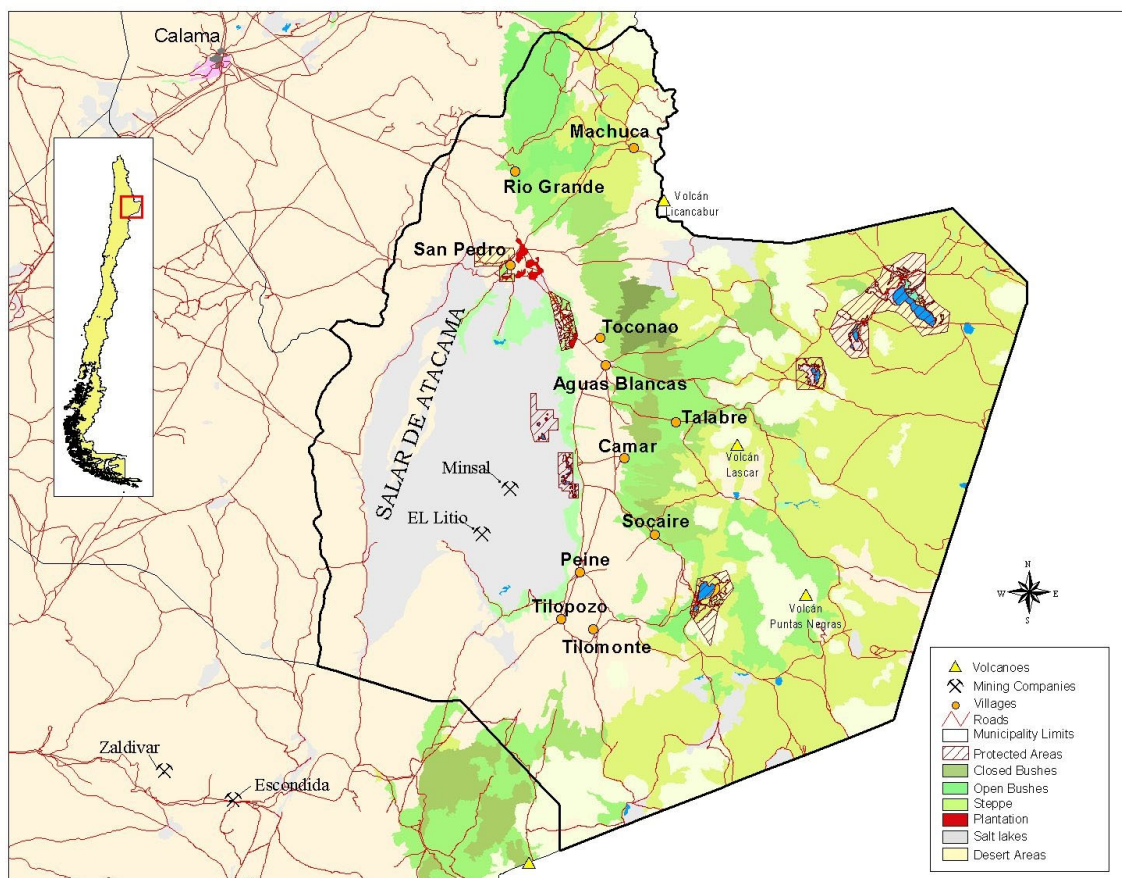 Calama
Machuca
Rio Grande
Volcán
Licancabur
San Pedro
SALAR DE ATACAMA
Toconao
Aguas Blancas
Talabre
Camar
Volcán
Lascar
Minsal
EL Litio
Socaire
Peine
Volcán
Puntas Negras
Tilopozo
Tilomonte
Zaldivar
Escondida
N
W
E
S
Volcanoes
Mining Companies
Villages
Roads
Municipality Limits
Protected Areas
Closed Bushes
Open Bushes
Steppe
Plantation
Salt lakes
Desert Areas